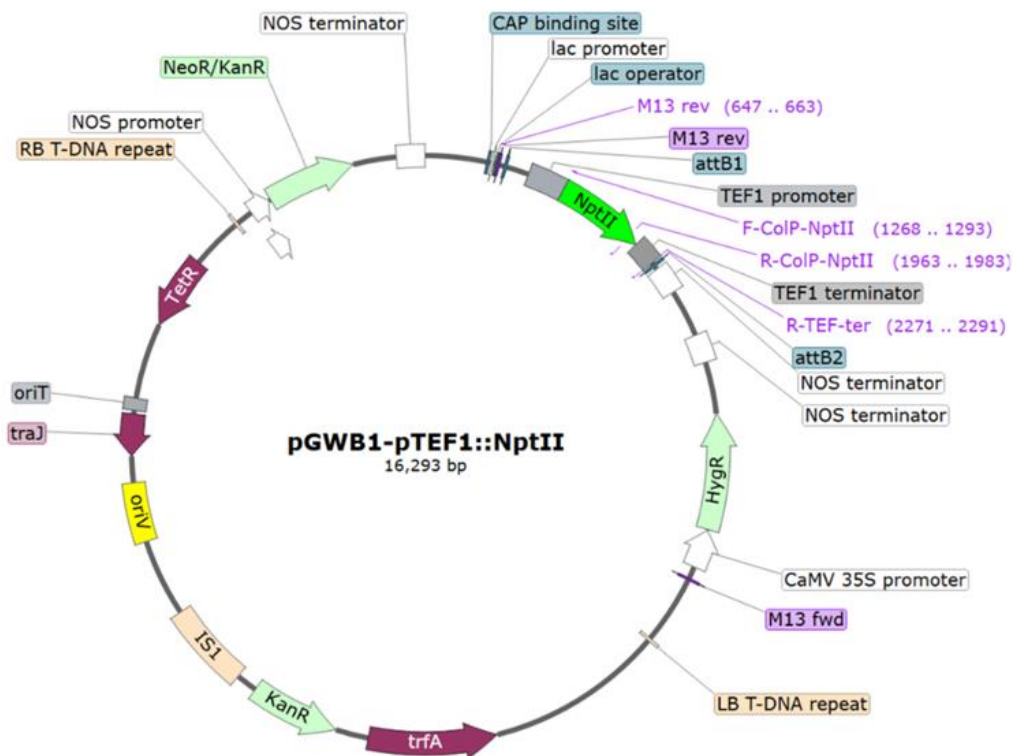 NOS terminator
CAP binding site
lac promoter
lac operator
NeoR/KanR
M13 rev (647 .. 663)
NOS promoter
M13 rev
RB T-DNA repeat
attB1
TEF1 promoter
NptII
F-ColP-NptII (1268 .. 1293)
R-ColP-NptII (1963 .. 1983)
TetR
TEF1 terminator
R-TEF-ter (2271 .. 2291)
attB2
oriT
NOS terminator
NOS terminator
traJ
pGWB1-pTEF1::NptII
16,293 bp
HygR
oriV
CaMV 35S promoter
M13 fwd
IS1
LB T-DNA repeat
KanR
trfA